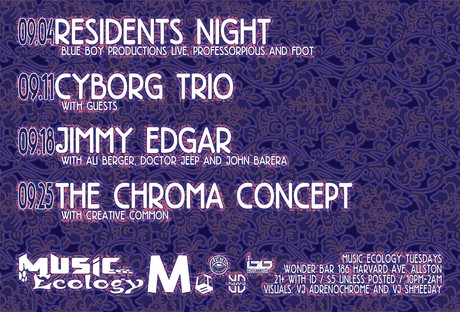 09.04 RESIDENTS NIGHT
BLUE BOY PRODUCTIONS LIVE, PROFESSORPIOUS AND FDOT
09.11 CYBORG TRIO
WITH GUESTS
09.18 JIMMY EDGAR
WITH ALI BERGER, DOCTOR JEEP AND JOHN BARERA
09.25 THE CHROMA CONCEPT
WITH CREATIVE COMMON
MUSIC
Ecology
M
MUSIC ECOLOGY TUESDAYS
WONDER BAR 186 HARVARD AVE. ALLSTON
21+ WITH ID / $5 UNLESS POSTED / 10PM-2AM
VISUALS: VJ ADRENOCHROME AND VJ SHMEEJAY